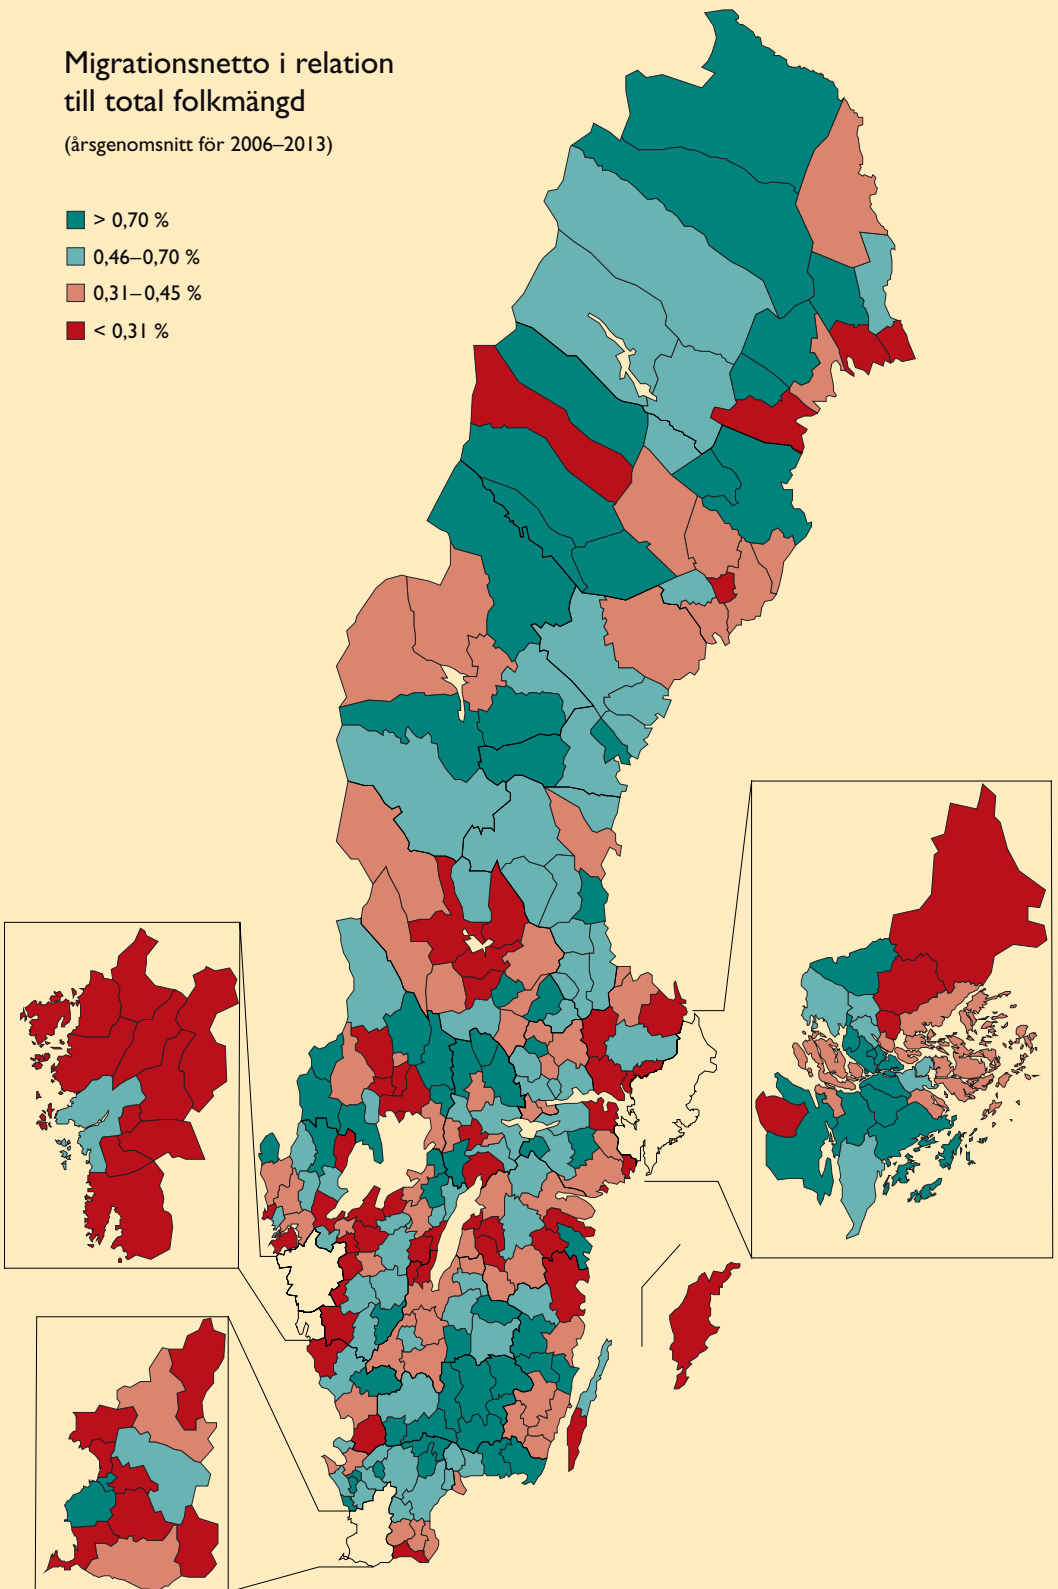 Migrationsnetto i relation
till total folkmängd
(årsgenomsnitt för 2006–2013)
> 0,70 %
0,46–0,70 %
0,31–0,45 %
< 0,31 %